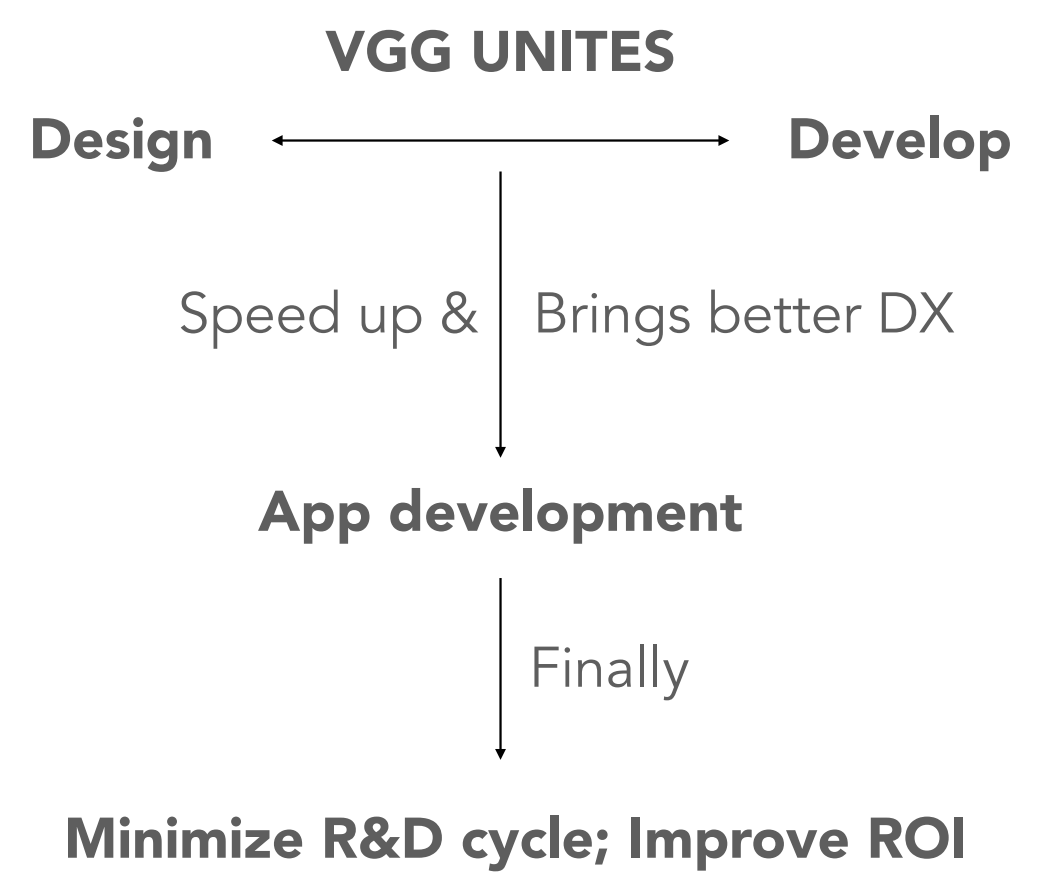 VGG UNITES
Design Develop
Speed up & Brings better DX
App development
Finally
Minimize R&D cycle; Improve ROI